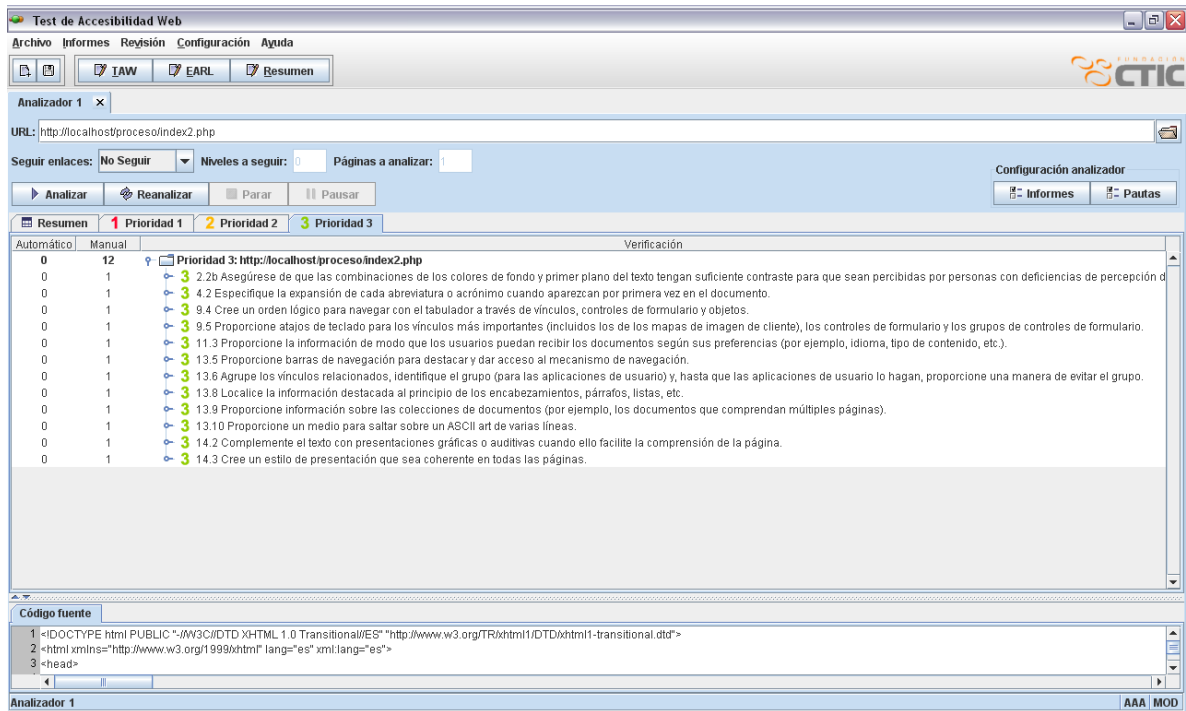 Test de Accesibilidad Web
Archivo Informes Revisión Configuración Ayuda
TAW EARL Resumen
FUNDACIÓN
CTIC
Analizador 1
URL: http://localhost/proceso/index2.php
Seguir enlaces: No Seguir Niveles a seguir: 0 Páginas a analizar: 1
Configuración analizador
Analizar Reanalizar Parar Pausar Informes Pautas
Resumen 1 Prioridad 1 2 Prioridad 2 3 Prioridad 3
Automático Manual Verificación
0 12 Prioridad 3: http://localhost/proceso/index2.php
0 1 3 2.2b Asegúrese de que las combinaciones de los colores de fondo y primer plano del texto tengan suficiente contraste para que sean percibidas por personas con deficiencias de percepción d
0 1 3 4.2 Especifique la expansión de cada abreviatura o acrónimo cuando aparezcan por primera vez en el documento.
0 1 3 9.4 Cree un orden lógico para navegar con el tabulador a través de vínculos, controles de formulario y objetos.
0 1 3 9.5 Proporcione atajos de teclado para los vínculos más importantes (incluidos los de los mapas de imagen de cliente), los controles de formulario y los grupos de controles de formulario.
0 1 3 11.3 Proporcione la información de modo que los usuarios puedan recibir los documentos según sus preferencias (por ejemplo, idioma, tipo de contenido, etc.).
0 1 3 13.5 Proporcione barras de navegación para destacar y dar acceso al mecanismo de navegación.
0 1 3 13.6 Agrupe los vínculos relacionados, identifique el grupo (para las aplicaciones de usuario) y, hasta que las aplicaciones de usuario lo hagan, proporcione una manera de evitar el grupo.
0 1 3 13.8 Localice la información destacada al principio de los encabezamientos, párrafos, listas, etc.
0 1 3 13.9 Proporcione información sobre las colecciones de documentos (por ejemplo, los documentos que comprendan múltiples páginas).
0 1 3 13.10 Proporcione un medio para saltar sobre un ASCII art de varias líneas.
0 1 3 14.2 Complemente el texto con presentaciones gráficas o auditivas cuando ello facilite la comprensión de la página.
0 1 3 14.3 Cree un estilo de presentación que sea coherente en todas las páginas.
Código fuente
1 <!DOCTYPE html PUBLIC "-//W3C//DTD XHTML 1.0 Transitional//ES" "http://www.w3.org/TR/xhtml1/DTD/xhtml1-transitional.dtd">
2 <html xmlns="http://www.w3.org/1999/xhtml" lang="es" xml:lang="es">
3 <head>
Analizador 1 AAA MOD